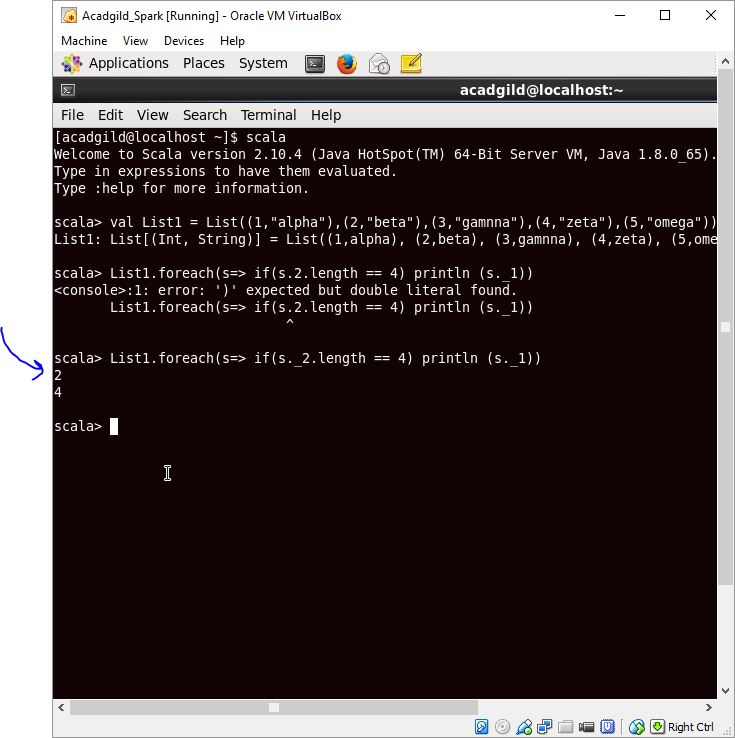 Acadgild_Spark [Running] - Oracle VM VirtualBox
Machine View Devices Help
Applications Places System
acadgild@localhost:~
File Edit View Search Terminal Help
[acadgild@localhost ~]$ scala
Welcome to Scala version 2.10.4 (Java HotSpot(TM) 64-Bit Server VM, Java 1.8.0_65).
Type in expressions to have them evaluated.
Type :help for more information.
scala> val List1 = List((1,"alpha"),(2,"beta"),(3,"gamnna"),(4,"zeta"),(5,"omega"))
List1: List[(Int, String)] = List((1,alpha), (2,beta), (3,gamnna), (4,zeta), (5,ome
scala> List1.foreach(s=> if(s.2.length == 4) println (s._1))
<console>:1: error: ')' expected but double literal found.
List1.foreach(s=> if(s.2.length == 4) println (s._1))
^
scala> List1.foreach(s=> if(s._2.length == 4) println (s._1))
2
4
scala>
Right Ctrl